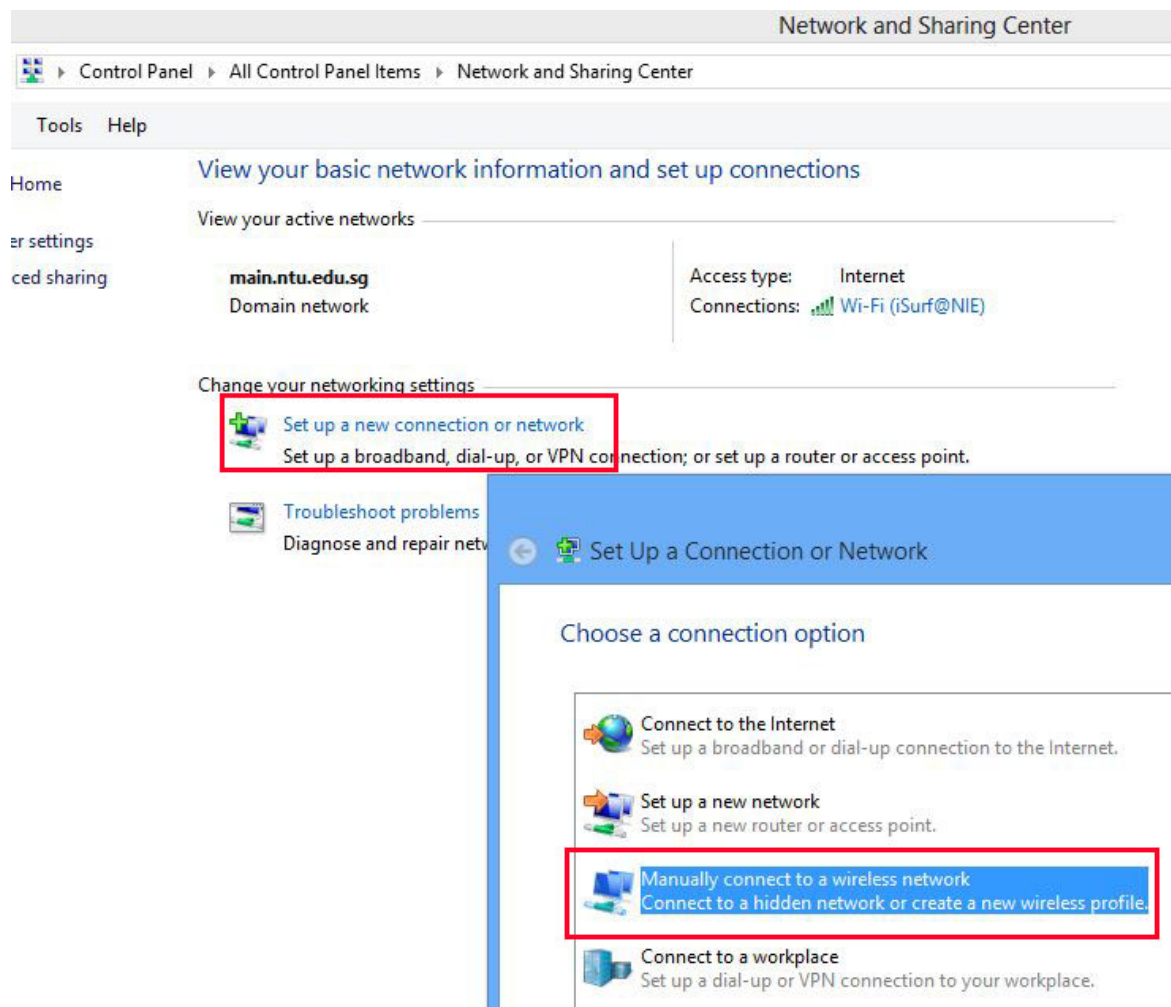 Network and Sharing Center
Control Panel All Control Panel Items Network and Sharing Center
Tools Help
Home
er settings
ced sharing
View your basic network information and set up connections
View your active networks
main.ntu.edu.sg
Domain network
Access type: Internet
Connections: Wi-Fi (iSurf@NIE)
Change your networking settings
Set up a new connection or network
Set up a broadband, dial-up, or VPN connection; or set up a router or access point.
Troubleshoot problems
Diagnose and repair netw
Set Up a Connection or Network
Choose a connection option
Connect to the Internet
Set up a broadband or dial-up connection to the Internet.
Set up a new network
Set up a new router or access point.
Manually connect to a wireless network
Connect to a hidden network or create a new wireless profile.
Connect to a workplace
Set up a dial-up or VPN connection to your workplace.